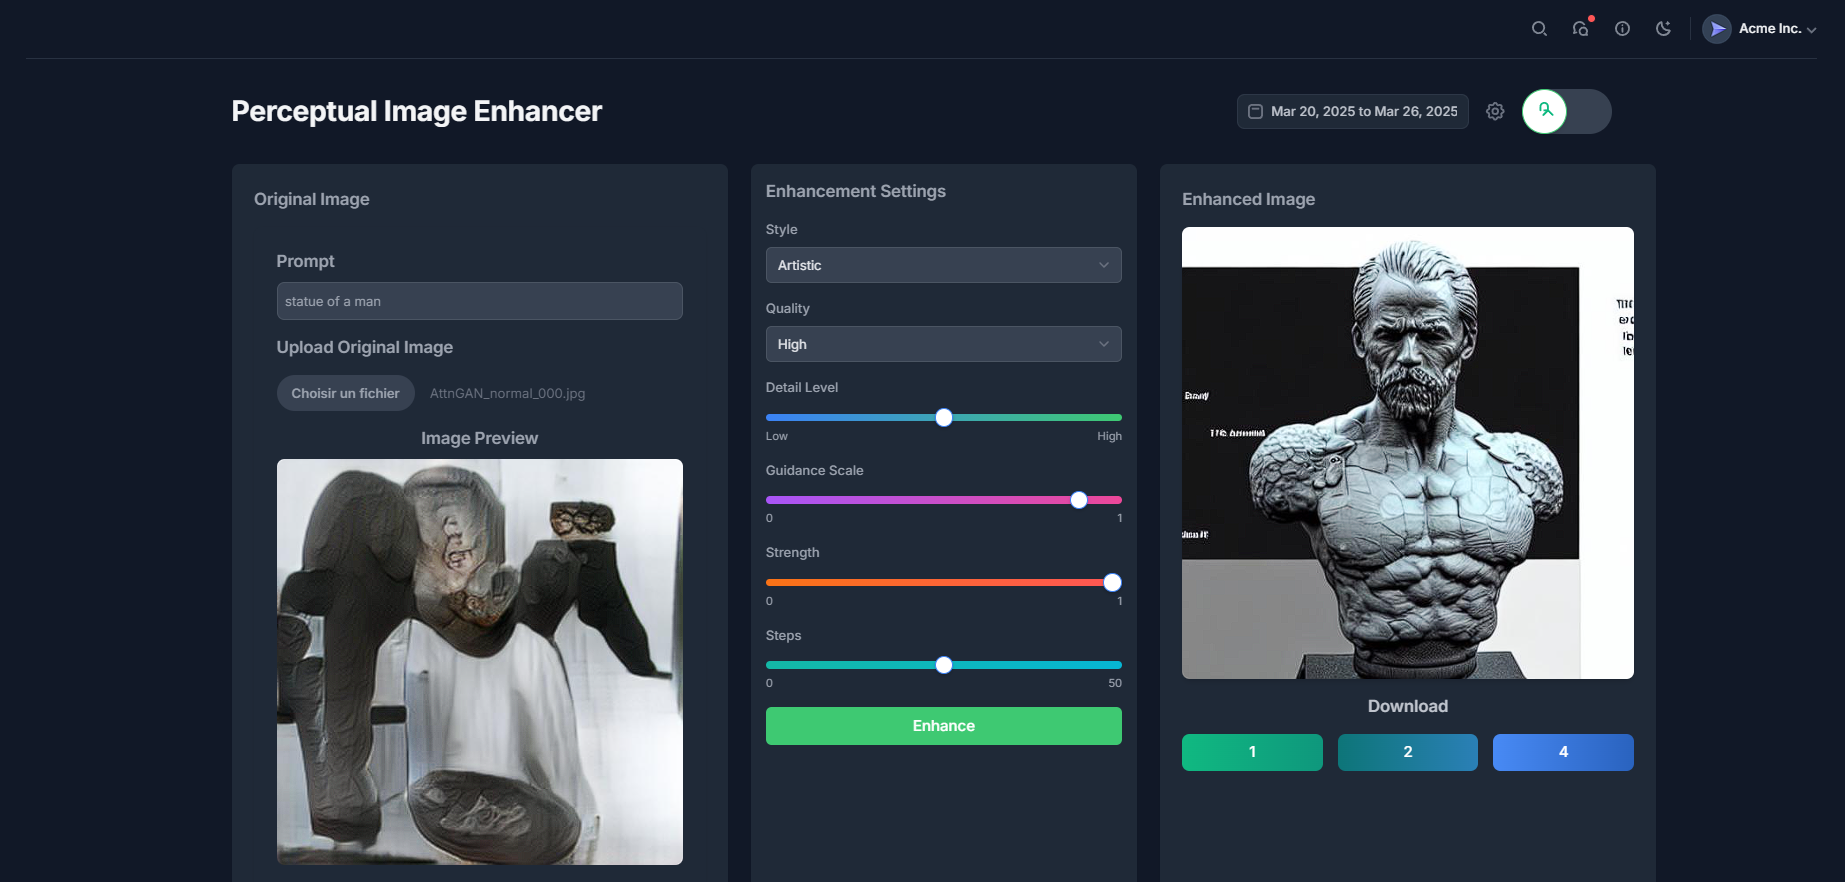 Acme Inc.
Perceptual Image Enhancer
Mar 20, 2025 to Mar 26, 2025
Original Image
Prompt
statue of a man
Upload Original Image
Choisir un fichier
AttnGAN_normal_000.jpg
Image Preview
Enhancement Settings
Style
Artistic
Quality
High
Detail Level
Low
High
Guidance Scale
0
1
Strength
0
1
Steps
0
50
Enhance
Enhanced Image
Download
1
2
4